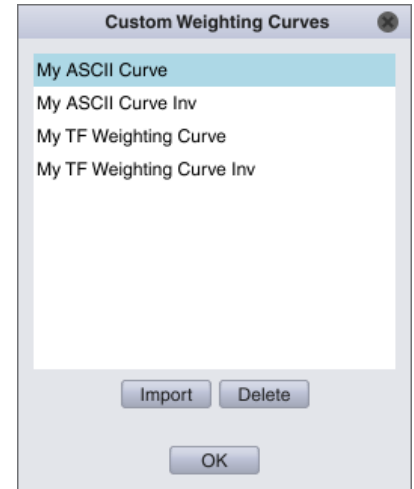 Custom Weighting Curves
My ASCII Curve
My ASCII Curve Inv
My TF Weighting Curve
My TF Weighting Curve Inv
Import Delete
OK